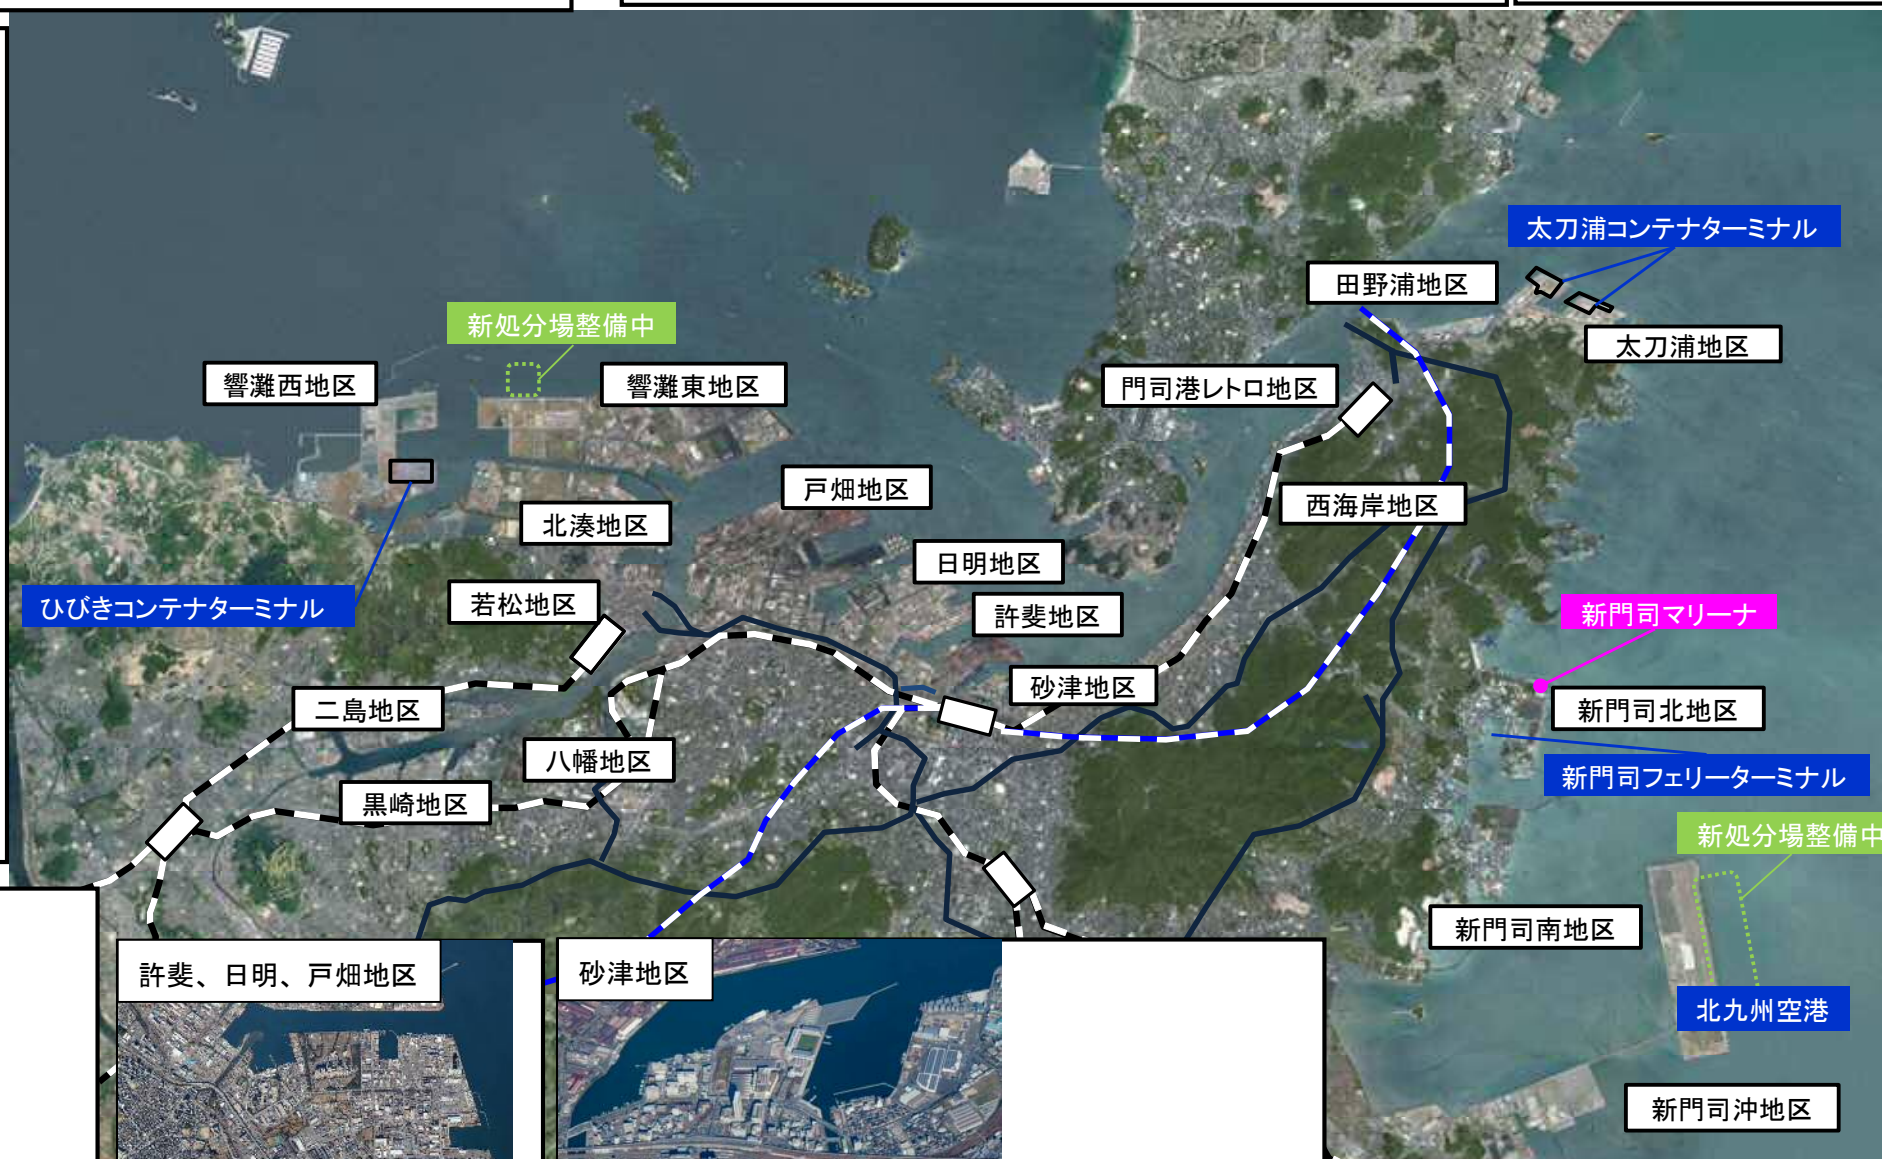 太刀浦コンテナターミナル
田野浦地区
太刀浦地区
新処分場整備中
響灘西地区
響灘東地区
門司港レトロ地区
戸畑地区
西海岸地区
北湊地区
日明地区
ひびきコンテナターミナル
若松地区
許斐地区
新門司マリーナ
砂津地区
二島地区
新門司北地区
八幡地区
新門司フェリーターミナル
黒崎地区
新処分場整備中
新門司南地区
許斐、日明、戸畑地区
砂津地区
北九州空港
新門司沖地区